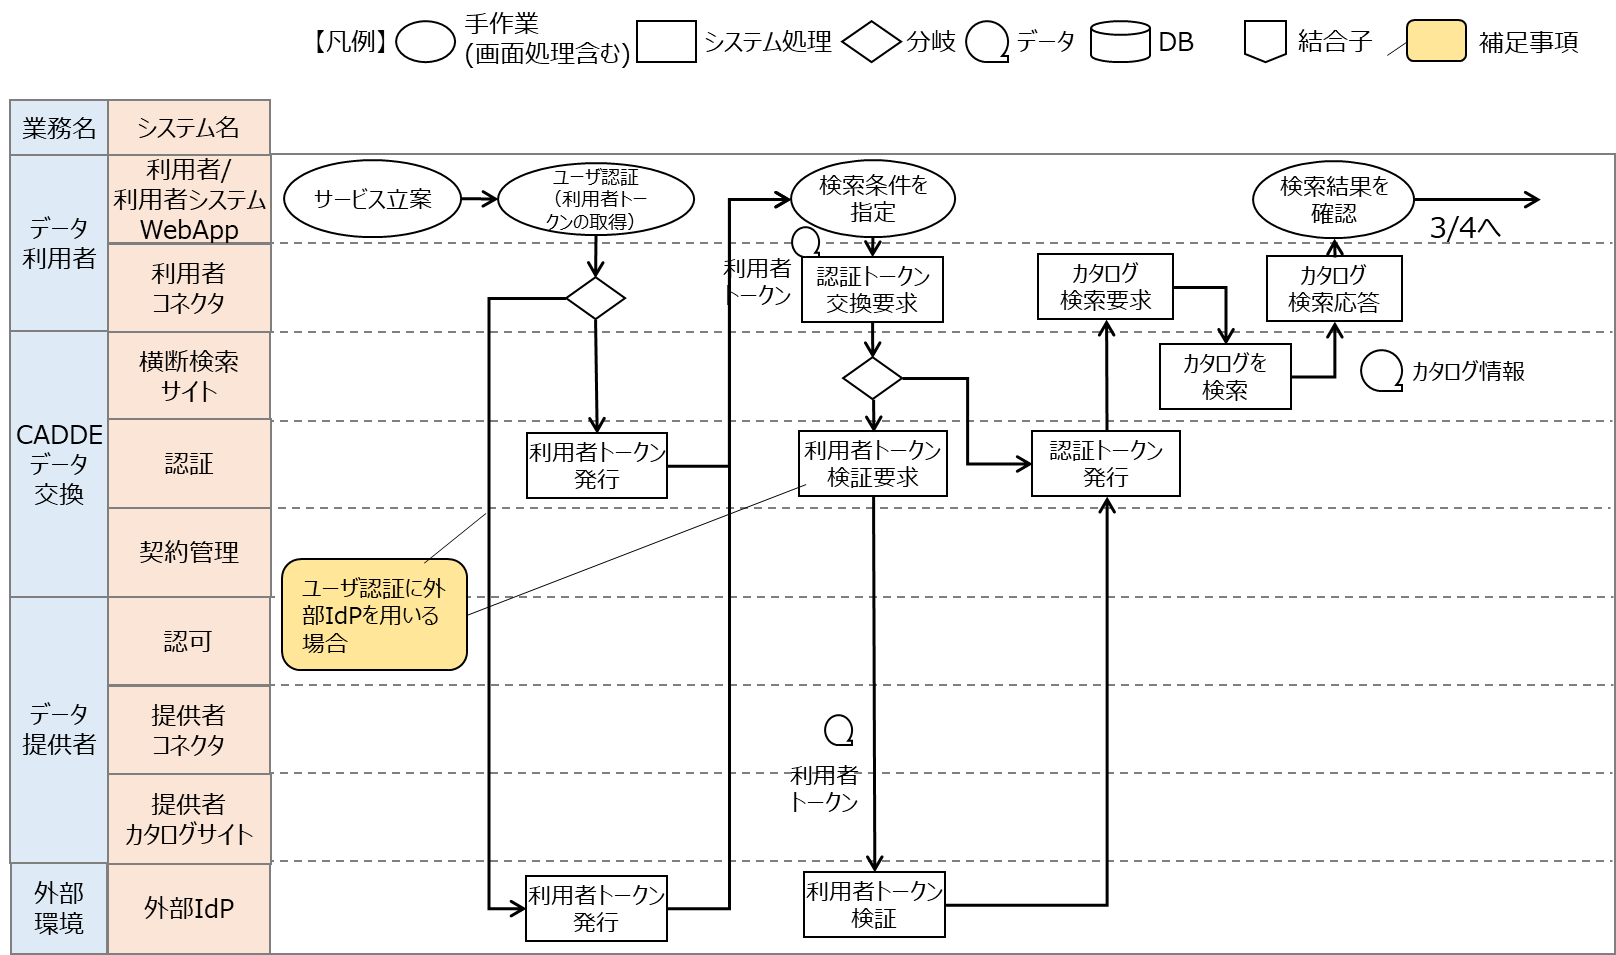 【凡例】
手作業
(画面処理含む)
システム処理
分岐
データ
DB
結合子
補足事項
業務名
システム名
データ
利用者
利用者/
利用者システム
WebApp
利用者
コネクタ
CADDE
データ
交換
横断検索
サイト
認証
契約管理
データ
提供者
認可
提供者
コネクタ
提供者
カタログサイト
外部
環境
外部IdP
サービス立案
ユーザ認証
（利用者トー
クンの取得）
検索条件を
指定
検索結果を
確認
3/4へ
利用者
トークン
認証トークン
交換要求
カタログ
検索要求
カタログ
検索応答
カタログを
検索
カタログ情報
利用者トークン
発行
利用者トークン
検証要求
認証トークン
発行
ユーザ認証に外
部IdPを用いる
場合
利用者
トークン
利用者トークン
発行
利用者トークン
検証